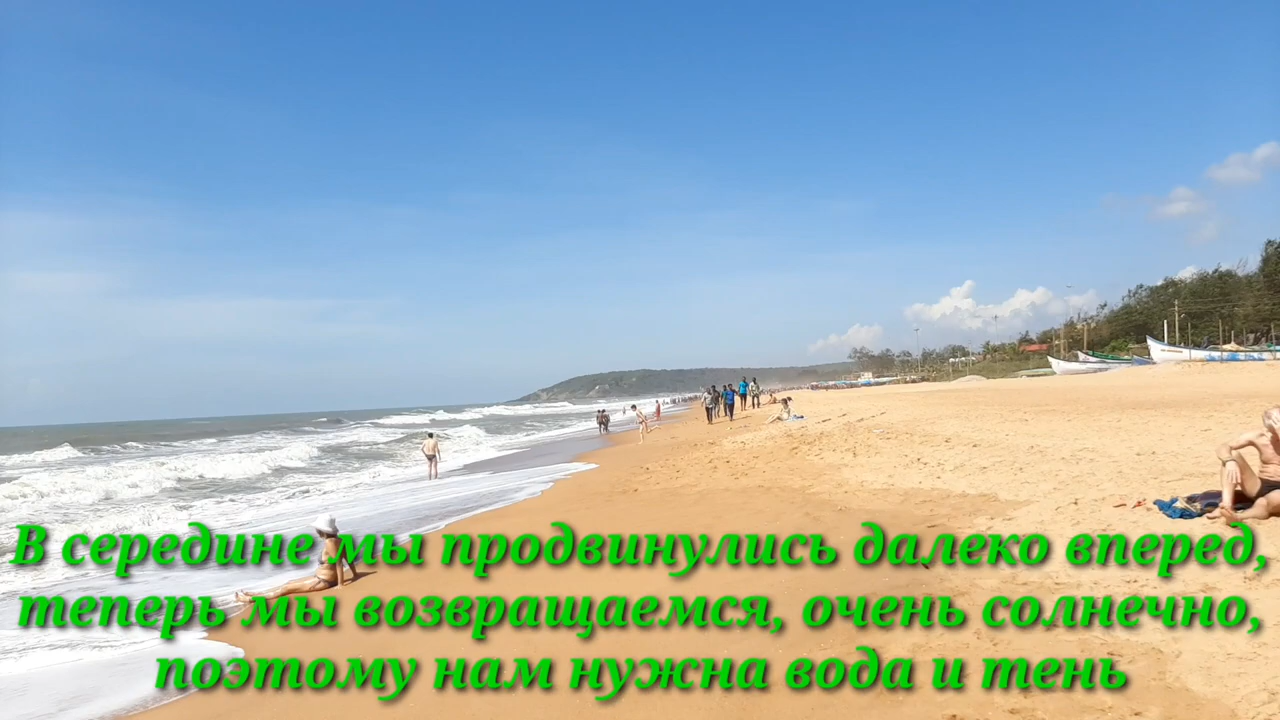 В середине мы продвинулись далеко вперед,
теперь мы возвращаемся, очень солнечно,
поэтому нам нужна вода и тень